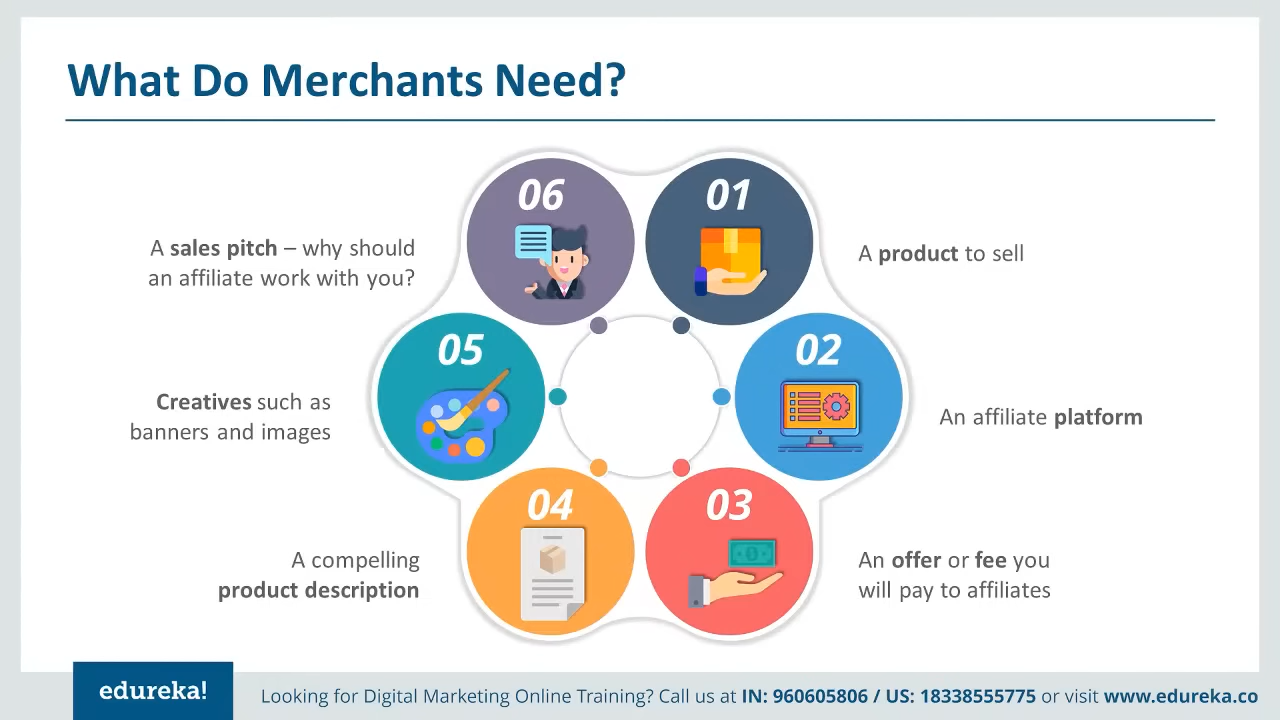 What Do Merchants Need?
01
A product to sell
02
An affiliate platform
03
An offer or fee you
will pay to affiliates
04
A compelling
product description
05
Creatives such as
banners and images
06
A sales pitch – why should
an affiliate work with you?
edureka!
Looking for Digital Marketing Online Training? Call us at IN: 960605806 / US: 18338555775 or visit www.edureka.co